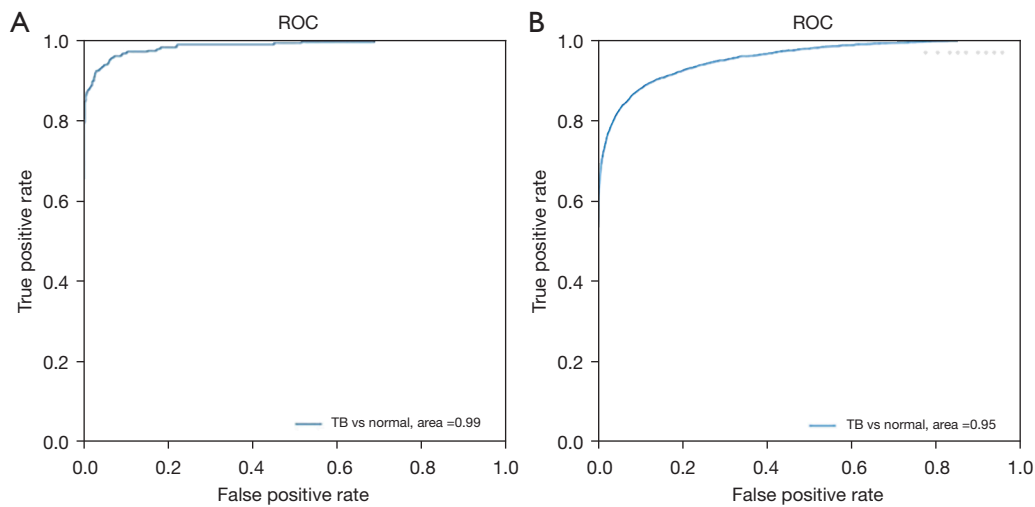 A
ROC
1.0
0.8
0.6
0.4
0.2
0.0
True positive rate
TB vs normal, area =0.99
0.0 0.2 0.4 0.6 0.8 1.0
False positive rate
B
ROC
1.0
0.8
0.6
0.4
0.2
0.0
True positive rate
TB vs normal, area =0.95
0.0 0.2 0.4 0.6 0.8 1.0
False positive rate